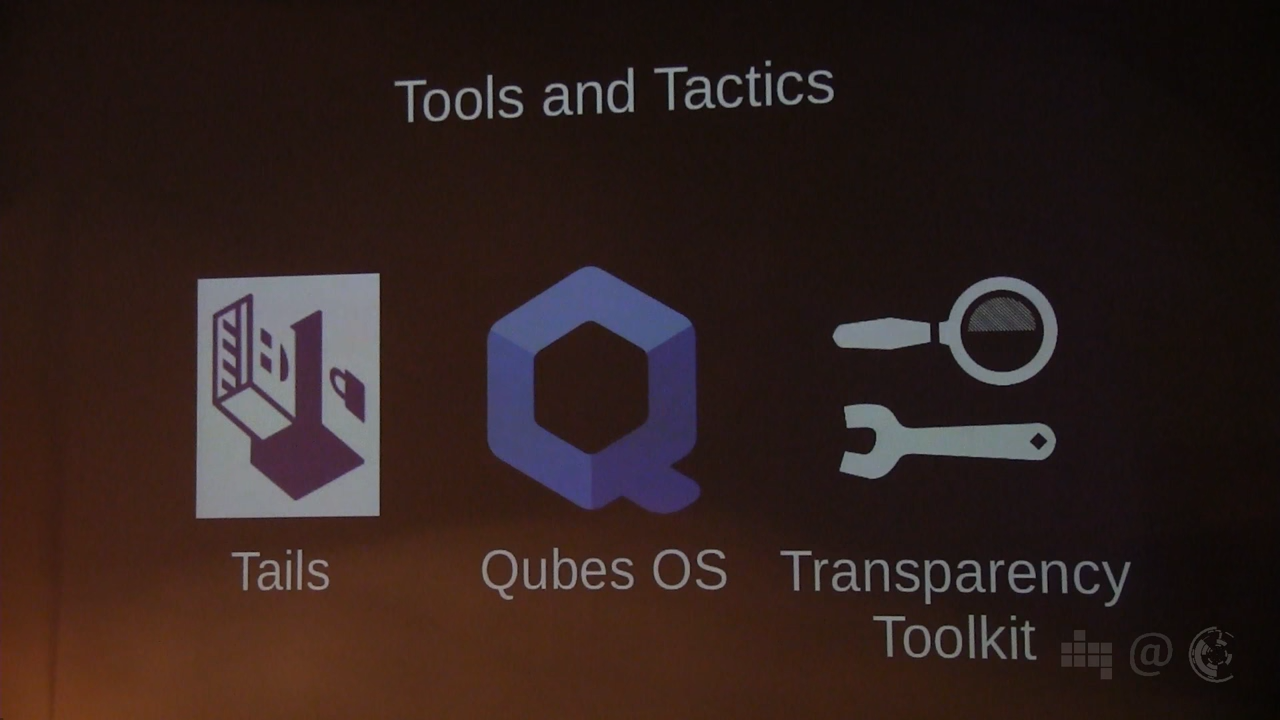 Tools and Tactics
Tails
Qubes OS
Transparency
Toolkit
@